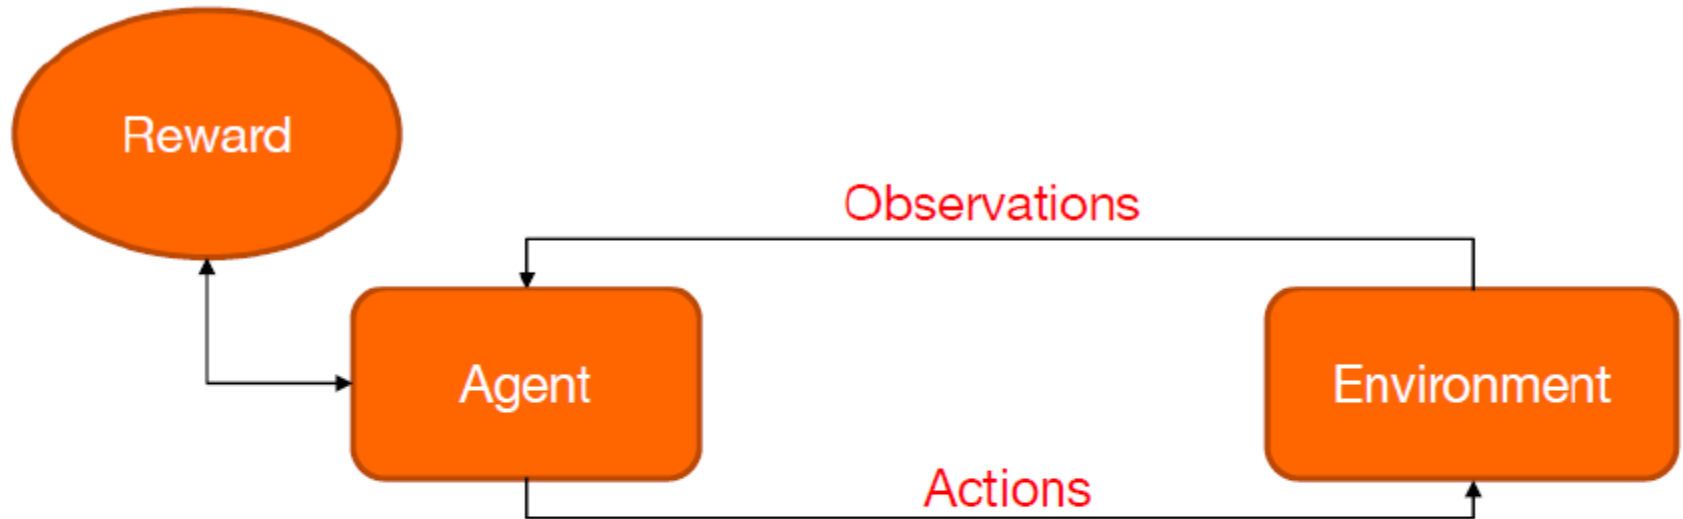 Reward
Observations
Agent
Environment
Actions